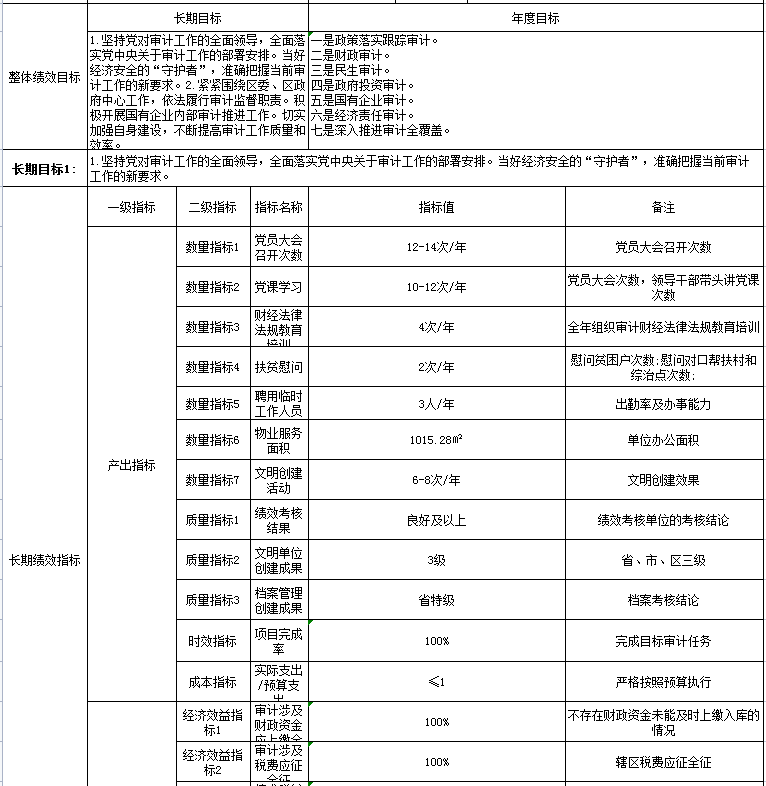 长期目标 年度目标
整体绩效目标
1.坚持党对审计工作的全面领导，全面落
实党中央关于审计工作的部署安排。当好
经济安全的“守护者”，准确把握当前审
计工作的新要求。2.紧紧围绕区委、区政
府中心工作，依法履行审计监督职责。积
极开展国有企业内部审计推进工作。切实
加强自身建设，不断提高审计工作质量和
效率。
一是政策落实跟踪审计。
二是财政审计。
三是民生审计。
四是政府投资审计。
五是国有企业审计。
六是经济责任审计。
七是深入推进审计全覆盖。
长期目标1:
1.坚持党对审计工作的全面领导，全面落实党中央关于审计工作的部署安排。当好经济安全的“守护者”，准确把握当前审计
工作的新要求。
长期绩效指标
一级指标 二级指标 指标名称 指标值 备注
产出指标
数量指标1 党员大会
召开次数 12-14次/年 党员大会召开次数
数量指标2 党课学习 10-12次/年 党员大会次数，领导干部带头讲党课
次数
数量指标3 财经法律
法规教育
培训 4次/年 全年组织审计财经法律法规教育培训
数量指标4 扶贫慰问 2次/年 慰问贫困户次数;慰问对口帮扶村和
综治点次数;
数量指标5 聘用临时
工作人员 3人/年 出勤率及办事能力
数量指标6 物业服务
面积 1015.28㎡ 单位办公面积
数量指标7 文明创建
活动 6-8次/年 文明创建效果
质量指标1 绩效考核
结果 良好及以上 绩效考核单位的考核结论
质量指标2 文明单位
创建成果 3级 省、市、区三级
质量指标3 档案管理
创建成果 省特级 档案考核结论
时效指标 项目完成
率 100% 完成目标审计任务
成本指标 实际支出
/预算支
出 ≤1 严格按照预算执行
经济效益指
标1 审计涉及
财政资金
应上缴全 100% 不存在财政资金未能及时上缴入库的
情况
经济效益指
标2 审计涉及
税费应征
全征 100% 辖区税费应征全征